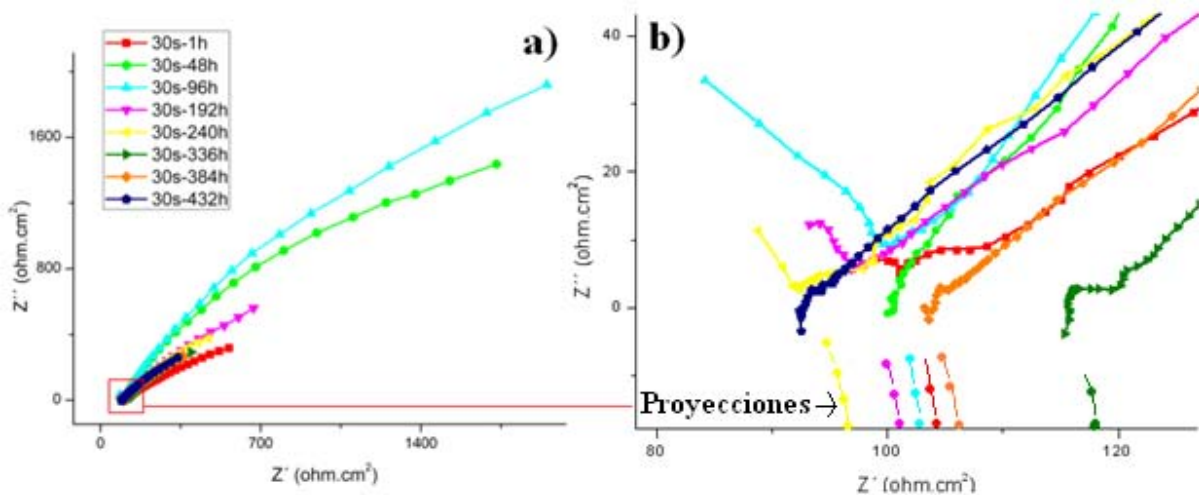 a)
30s-1h
30s-48h
30s-96h
30s-192h
30s-240h
30s-336h
30s-384h
30s-432h
1600
800
0
Z´´ (ohm.cm²)
0
700
1400
Z´ (ohm.cm²)
b)
40
20
0
Z´´ (ohm.cm²)
Proyecciones→
80
100
120
Z´ (ohm.cm²)